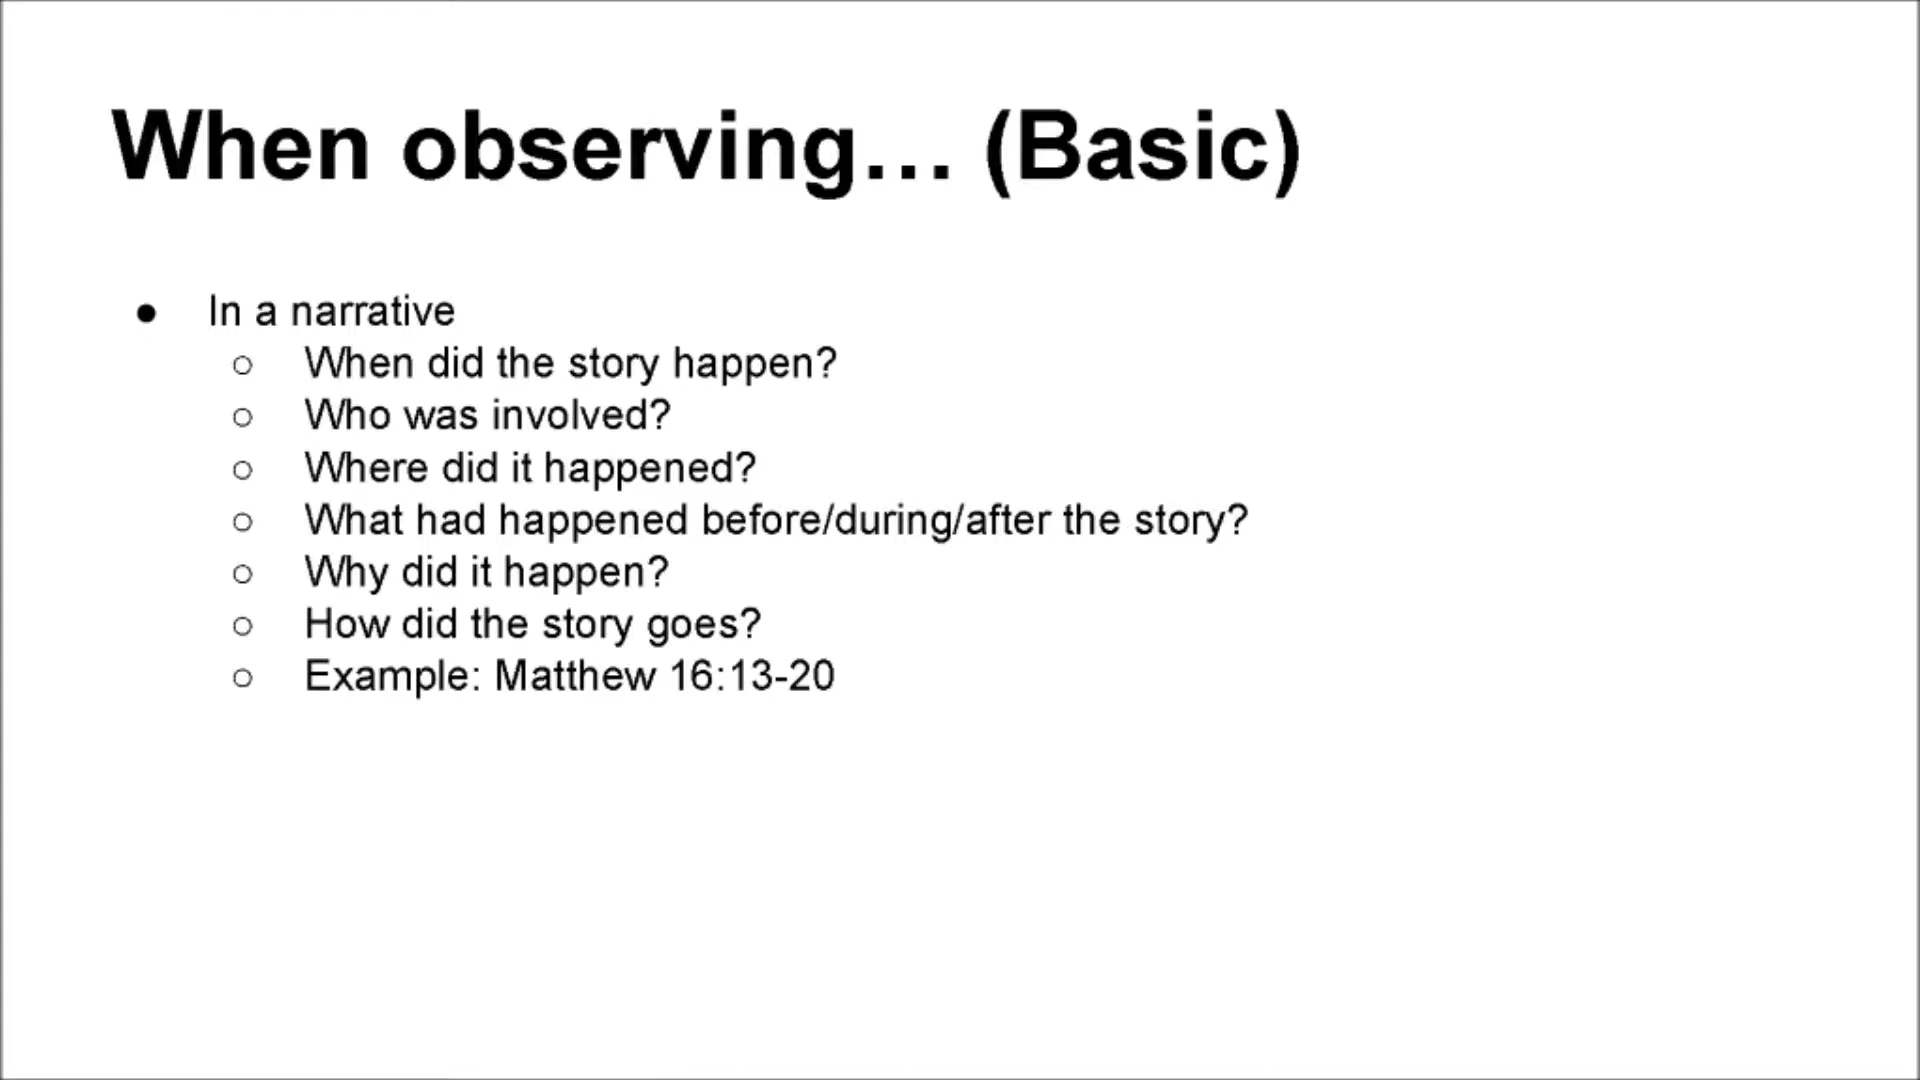 When observing… (Basic)
● In a narrative
○ When did the story happen?
○ Who was involved?
○ Where did it happened?
○ What had happened before/during/after the story?
○ Why did it happen?
○ How did the story goes?
○ Example: Matthew 16:13-20